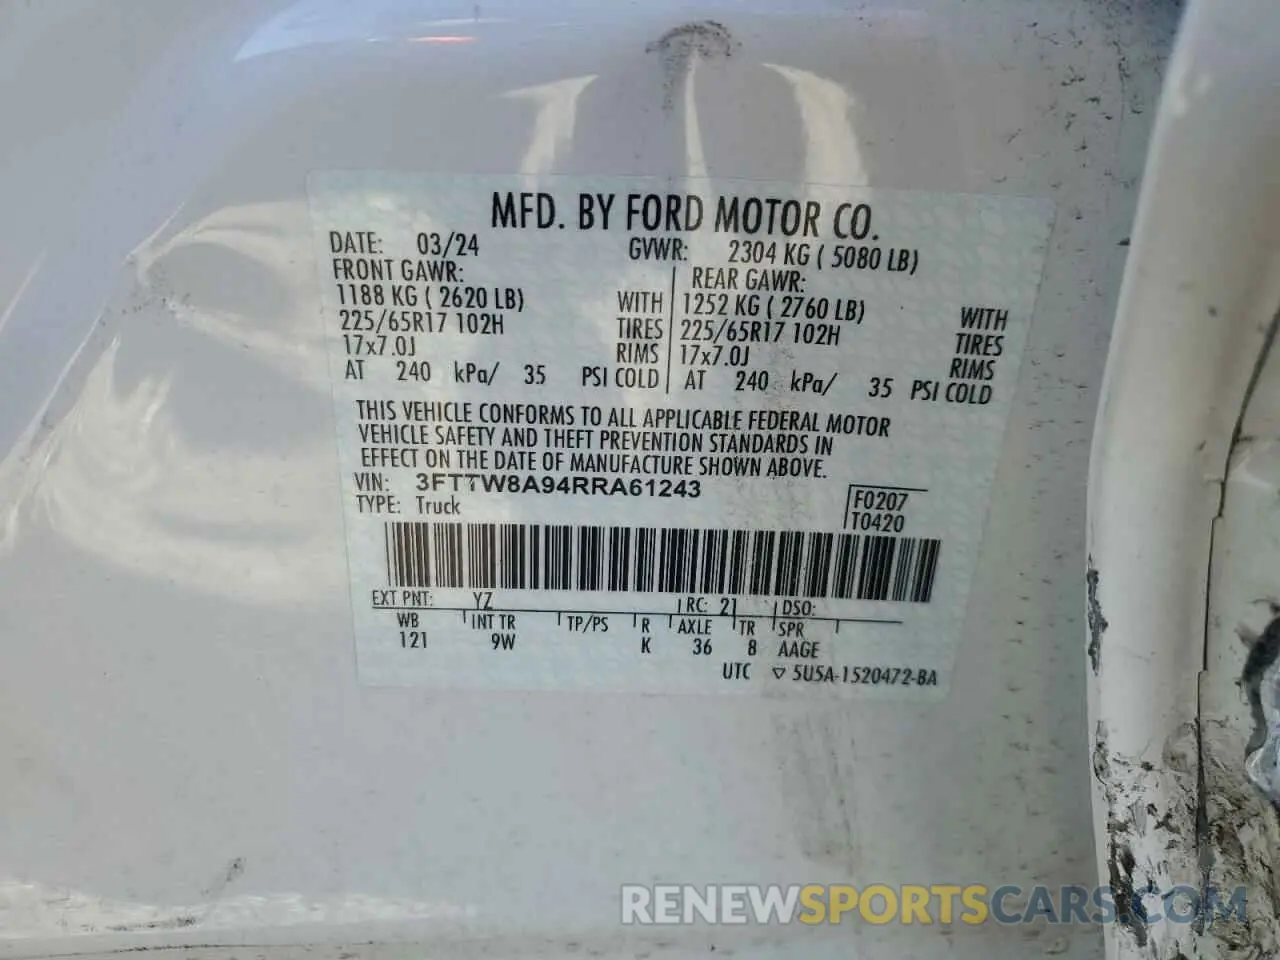 MFD. BY FORD MOTOR CO.
DATE: 03/24 GVWR: 2304 KG ( 5080 LB)
FRONT GAWR: REAR GAWR:
1188 KG ( 2620 LB) WITH 1252 KG ( 2760 LB) WITH
225/65R17 102H TIRES 225/65R17 102H TIRES
17x7.0J RIMS 17x7.0J RIMS
AT 240 kPa/ 35 PSI COLD AT 240 kPa/ 35 PSI COLD
THIS VEHICLE CONFORMS TO ALL APPLICABLE FEDERAL MOTOR
VEHICLE SAFETY AND THEFT PREVENTION STANDARDS IN
EFFECT ON THE DATE OF MANUFACTURE SHOWN ABOVE.
VIN: 3FTTW8A94RRA61243
TYPE: Truck
F0207
T0420
EXT PNT: YZ RC: 21 DSO:
WB INT TR TP/PS R AXLE TR SPR
121 9W K 36 8 AAGE
UTC ▽ 5U5A-1520472-BA
RENEWSPORTSCARS.COM